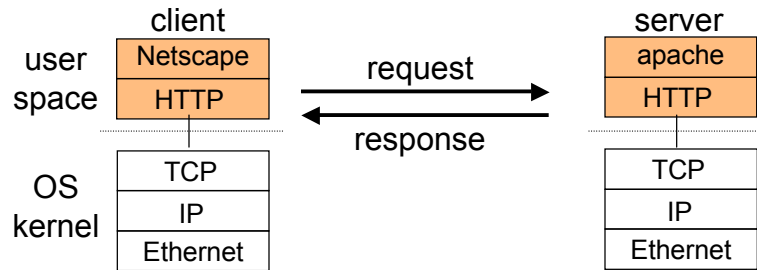 client
server
user
space
Netscape
HTTP
request
response
apache
HTTP
OS
kernel
TCP
IP
Ethernet
TCP
IP
Ethernet